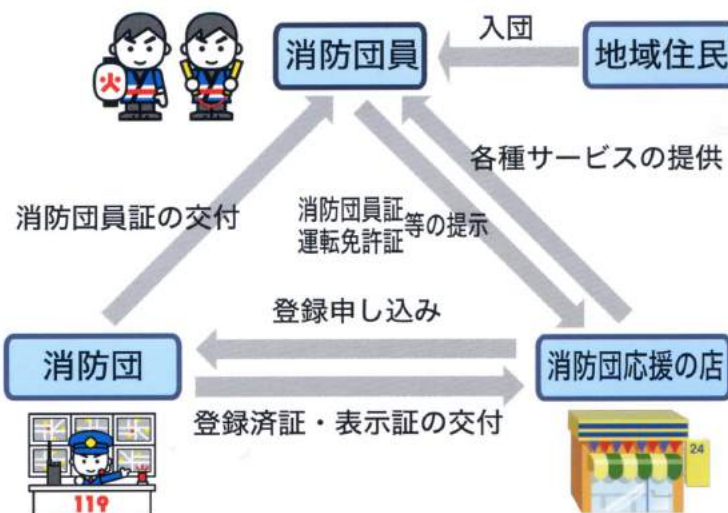 入団
消防団員
地域住民
火
各種サービスの提供
消防団員証の交付
消防団員証
運転免許証
等の提示
登録申し込み
消防団
消防団応援の店
登録済証・表示証の交付
24
119